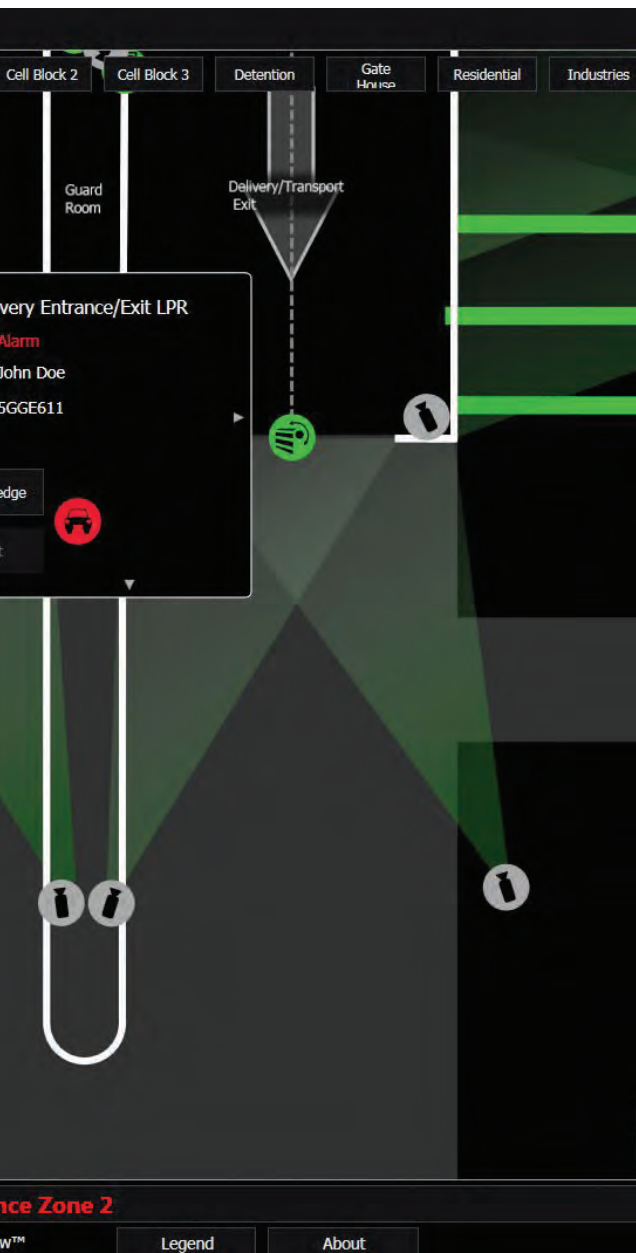 Cell Block 2 Cell Block 3 Detention Gate House Residential Industries
Guard
Room
Delivery/Transport
Exit
very Entrance/Exit LPR
Alarm
John Doe
5GGE611
edge
t
nce Zone 2
w™ Legend About